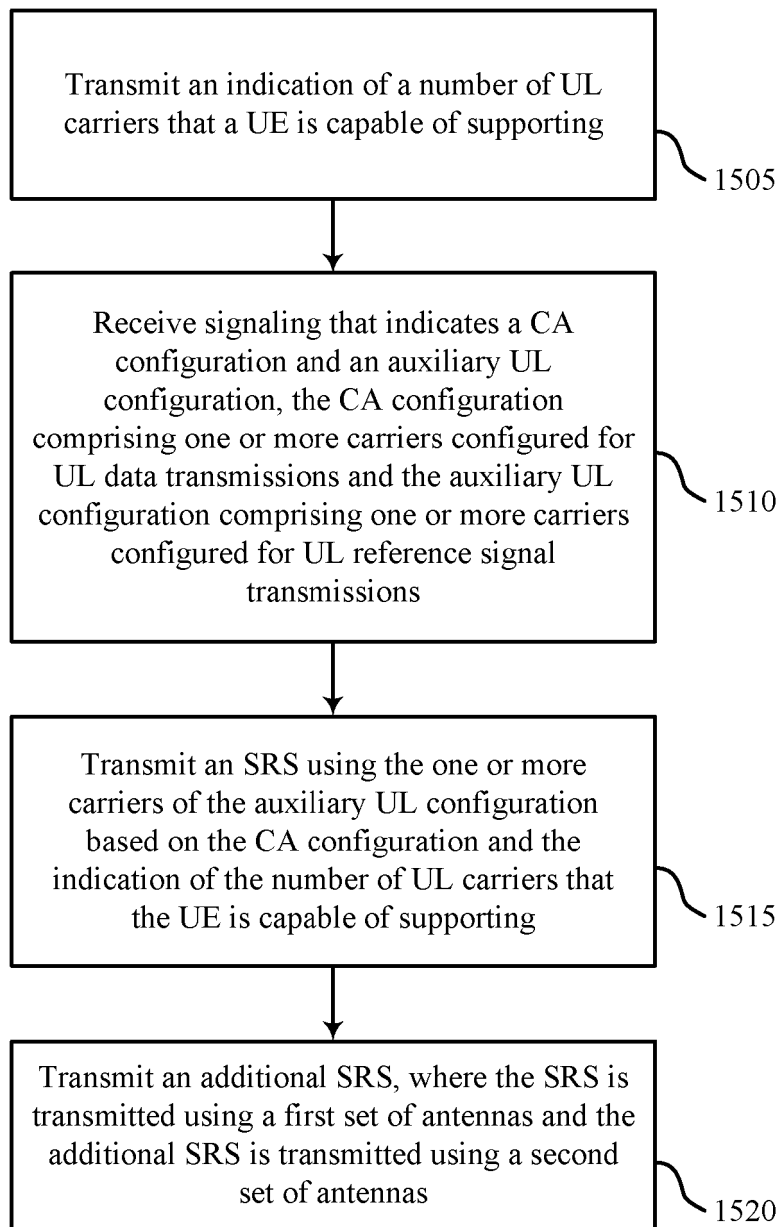 Transmit an indication of a number of UL
carriers that a UE is capable of supporting
1505
Receive signaling that indicates a CA
configuration and an auxiliary UL
configuration, the CA configuration
comprising one or more carriers configured for
UL data transmissions and the auxiliary UL
configuration comprising one or more carriers
configured for UL reference signal
transmissions
1510
Transmit an SRS using the one or more
carriers of the auxiliary UL configuration
based on the CA configuration and the
indication of the number of UL carriers that
the UE is capable of supporting
1515
Transmit an additional SRS, where the SRS is
transmitted using a first set of antennas and the
additional SRS is transmitted using a second
set of antennas
1520